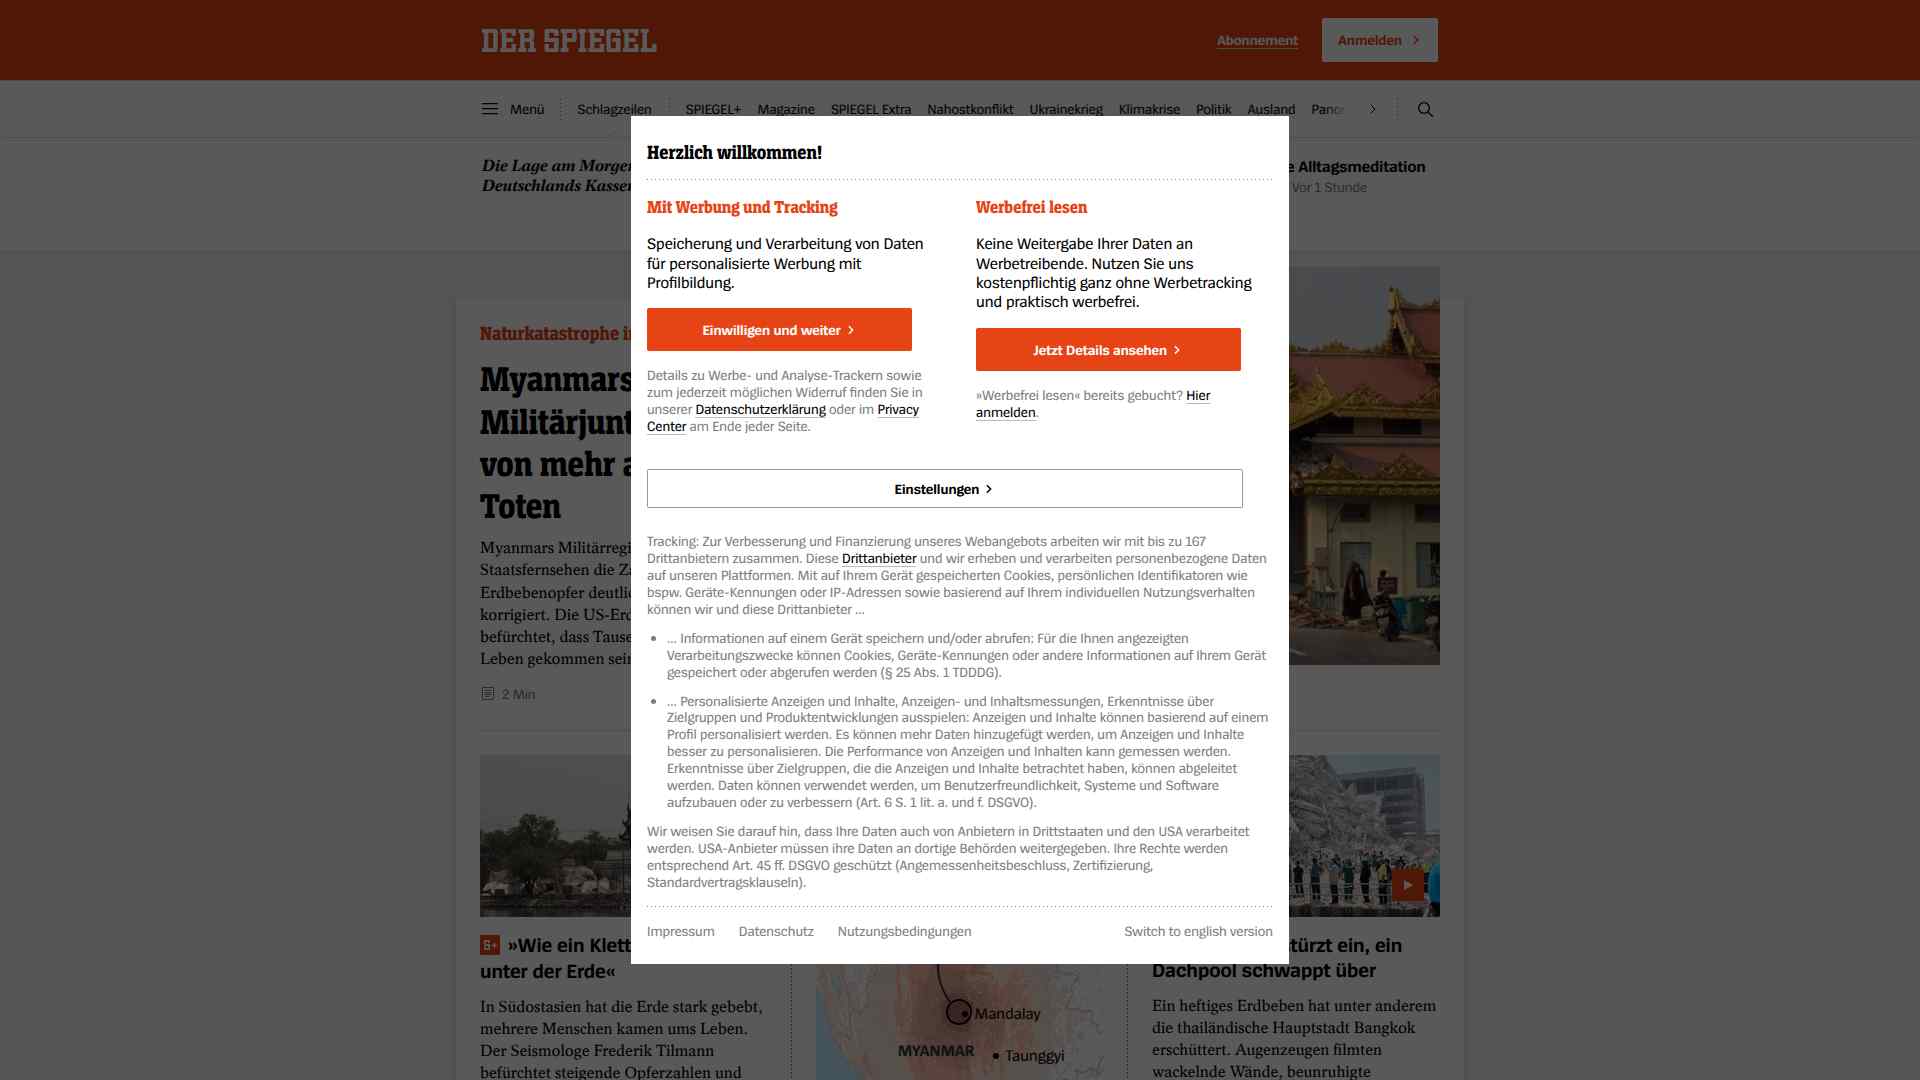 DER SPIEGEL
Abonnement
Anmelden
Menü
Schlagzeilen
SPIEGEL+
Magazine
SPIEGEL Extra
Nahostkonflikt
Ukrainekrieg
Klimakrise
Politik
Ausland
Die Lage am Morgen
Deutschlands
Alltagsmeditation
Vor 1 Stunde
Herzlich willkommen!
Mit Werbung und Tracking
Speicherung und Verarbeitung von Daten
für personalisierte Werbung mit
Profilbildung.
Einwilligen und weiter
Details zu Werbe- und Analyse-Trackern sowie
zum jederzeit möglichen Widerruf finden Sie in
unserer Datenschutzerklärung oder im Privacy
Center am Ende jeder Seite.
Werbefrei lesen
Keine Weitergabe Ihrer Daten an
Werbetreibende. Nutzen Sie uns
kostenpflichtig ganz ohne Werbetracking
und praktisch werbefrei.
Jetzt Details ansehen
»Werbefrei lesen« bereits gebucht? Hier
anmelden.
Einstellungen
Tracking: Zur Verbesserung und Finanzierung unseres Webangebots arbeiten wir mit bis zu 167
Drittanbietern zusammen. Diese Drittanbieter und wir erheben und verarbeiten personenbezogene Daten
auf unseren Plattformen. Mit auf Ihrem Gerät gespeicherten Cookies, persönlichen Identifikatoren wie
bspw. Geräte-Kennungen oder IP-Adressen sowie basierend auf Ihrem individuellen Nutzungsverhalten
können wir und diese Drittanbieter ...
• ... Informationen auf einem Gerät speichern und/oder abrufen: Für die Ihnen angezeigten
Verarbeitungszwecke können Cookies, Geräte-Kennungen oder andere Informationen auf Ihrem Gerät
gespeichert oder abgerufen werden (§ 25 Abs. 1 TDDDG).
• ... Personalisierte Anzeigen und Inhalte, Anzeigen- und Inhaltsmessungen, Erkenntnisse über
Zielgruppen und Produktentwicklungen ausspielen: Anzeigen und Inhalte können basierend auf einem
Profil personalisiert werden. Es können mehr Daten hinzugefügt werden, um Anzeigen und Inhalte
besser zu personalisieren. Die Performance von Anzeigen und Inhalten kann gemessen werden.
Erkenntnisse über Zielgruppen, die die Anzeigen und Inhalte betrachtet haben, können abgeleitet
werden. Daten können verwendet werden, um Benutzerfreundlichkeit, Systeme und Software
aufzubauen oder zu verbessern (Art. 6 S. 1 lit. a. und f. DSGVO).
Wir weisen Sie darauf hin, dass Ihre Daten auch von Anbietern in Drittstaaten und den USA verarbeitet
werden. USA-Anbieter müssen ihre Daten an dortige Behörden weitergegeben. Ihre Rechte werden
entsprechend Art. 45 ff. DSGVO geschützt (Angemessenheitsbeschluss, Zertifizierung,
Standardvertragsklauseln).
Impressum
Datenschutz
Nutzungsbedingungen
Switch to english version
Naturkatastrophe
Myanmars
von mehr
Toten
Myanmars
Staatsfernsehen die
Erdbebenopfer
korrigiert. Die
befürchtet, dass
Leben gekommen
2 Min
»Wie ein
unter der Erde«
In Südostasien hat die Erde stark gebebt,
mehrere Menschen kamen ums Leben.
Der Seismologe Frederik Tilmann
befürchtet steigende Opferzahlen und
Mandalay
MYANMAR
Taunggyi
ein, ein
Dachpool schwappt über
Ein heftiges Erdbeben hat unter anderem
die thailändische Hauptstadt Bangkok
erschüttert. Augenzeugen filmten
wackelnde Wände, beunruhigte